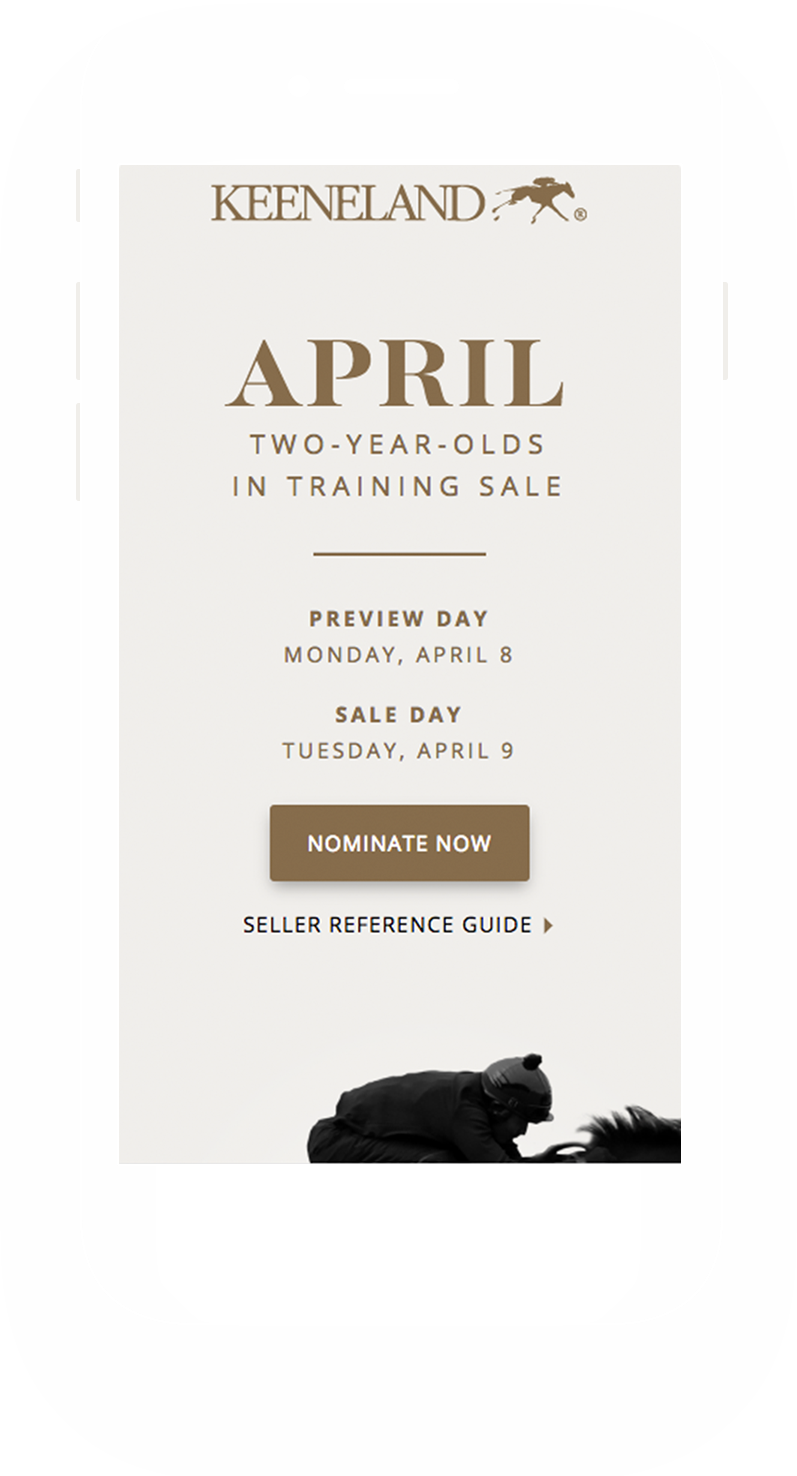 KEENELAND ®
APRIL
TWO-YEAR-OLDS
IN TRAINING SALE
PREVIEW DAY
MONDAY, APRIL 8
SALE DAY
TUESDAY, APRIL 9
NOMINATE NOW
SELLER REFERENCE GUIDE